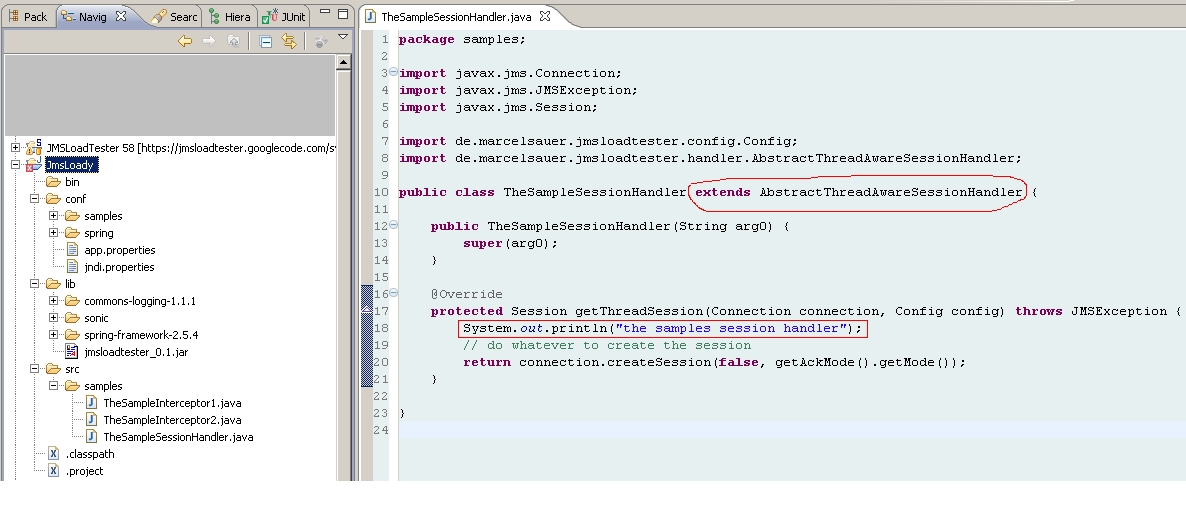 Pack Navig Searc Hiera JUnit
JMSLoadTester 58 [https://jmsloadtester.googlecode.com/sv
JmsLoady
bin
conf
samples
spring
app.properties
jndi.properties
lib
commons-logging-1.1.1
sonic
spring-framework-2.5.4
jmsloadtester_0.1.jar
src
samples
TheSampleInterceptor1.java
TheSampleInterceptor2.java
TheSampleSessionHandler.java
.classpath
.project
TheSampleSessionHandler.java
1 package samples;
2
3 import javax.jms.Connection;
4 import javax.jms.JMSException;
5 import javax.jms.Session;
6
7 import de.marcelsauer.jmsloadtester.config.Config;
8 import de.marcelsauer.jmsloadtester.handler.AbstractThreadAwareSessionHandler;
9
10 public class TheSampleSessionHandler extends AbstractThreadAwareSessionHandler {
11
12 public TheSampleSessionHandler(String arg0) {
13 super(arg0);
14 }
15
16 @Override
17 protected Session getThreadSession(Connection connection, Config config) throws JMSException {
18 System.out.println("the samples session handler");
19 // do whatever to create the session
20 return connection.createSession(false, getAckMode().getMode());
21 }
22
23 }
24